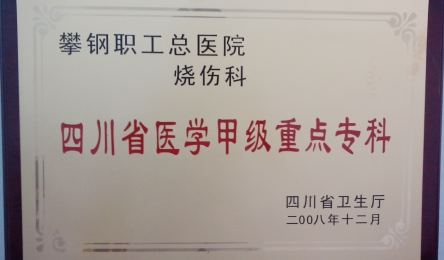 攀钢职工总医院
烧伤科
四川省医学甲级重点专科
四川省卫生厅
二00八年十二月